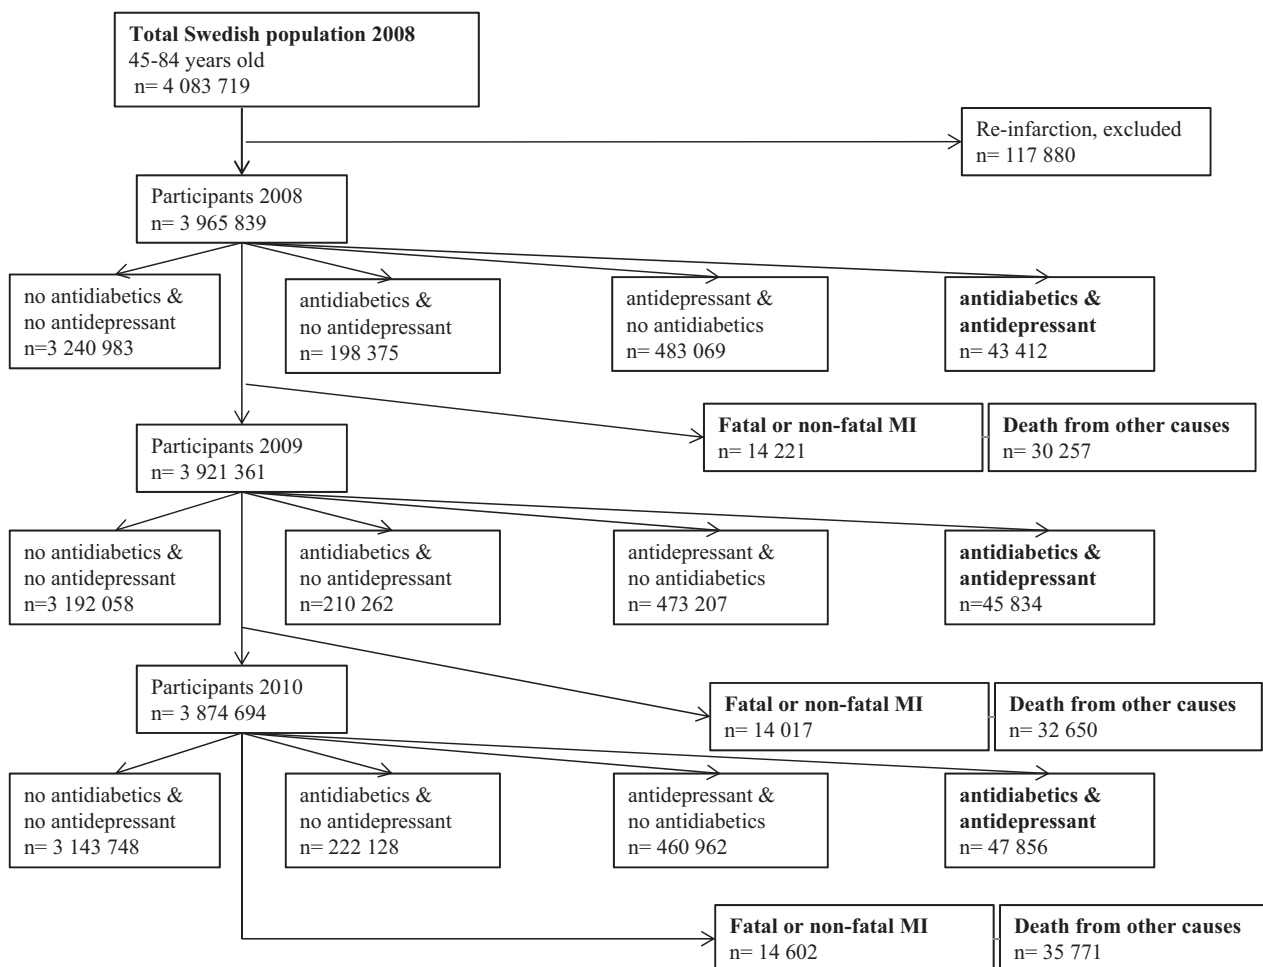 Total Swedish population 2008
45-84 years old
n= 4 083 719
Re-infarction, excluded
n= 117 880
Participants 2008
n= 3 965 839
no antidiabetics &
no antidepressant
n=3 240 983
antidiabetics &
no antidepressant
n= 198 375
antidepressant &
no antidiabetics
n= 483 069
antidiabetics &
antidepressant
n= 43 412
Fatal or non-fatal MI
n= 14 221
Death from other causes
n= 30 257
Participants 2009
n= 3 921 361
no antidiabetics &
no antidepressant
n=3 192 058
antidiabetics &
no antidepressant
n=210 262
antidepressant &
no antidiabetics
n= 473 207
antidiabetics &
antidepressant
n=45 834
Participants 2010
n= 3 874 694
Fatal or non-fatal MI
n= 14 017
Death from other causes
n= 32 650
no antidiabetics &
no antidepressant
n= 3 143 748
antidiabetics &
no antidepressant
n= 222 128
antidepressant &
no antidiabetics
n= 460 962
antidiabetics &
antidepressant
n= 47 856
Fatal or non-fatal MI
n= 14 602
Death from other causes
n= 35 771